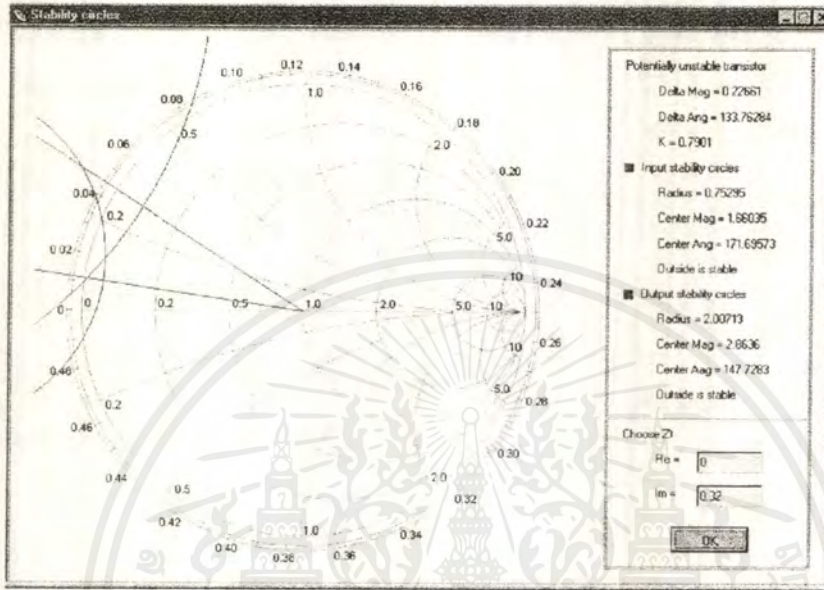 Stability circles
0.12
0.14
0.10
0.16
0.08
1.0
0.18
0.5
0.06
2.0
0.20
0.04
0.2
0.22
5.0
0.02
10
0.24
0
0
0.2
0.5
1.0
2.0
5.0
10
0.26
10
0.48
5.0
0.28
0.2
0.46
0.30
0.44
2.0
0.5
0.32
0.42
1.0
0.34
0.40
0.38
0.36
Potentially unstable transistor
Delta Mag = 0.22661
Delta Ang = 133.76284
K = 0.7901
Input stability circles
Radius = 0.75295
Center Mag = 1.66035
Center Ang = 171.69573
Outside is stable
Output stability circles
Radius = 2.00713
Center Mag = 2.8636
Center Ang = 147.7283
Outside is stable
Choose Zl
Re =
0
Im =
0.32
OK